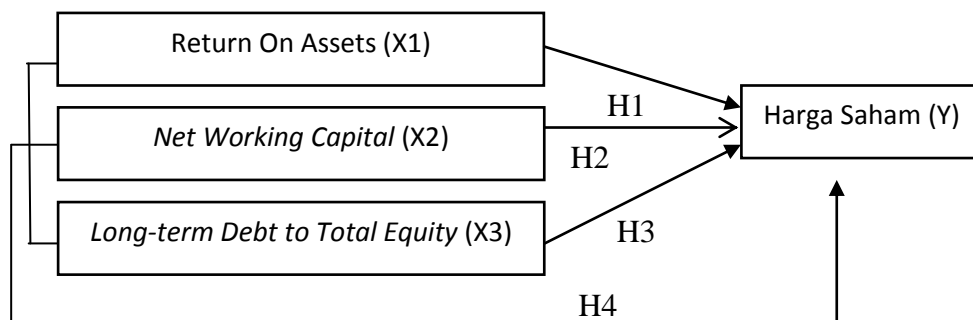 Return On Assets (X1)
H1
Harga Saham (Y)
Net Working Capital (X2)
H2
Long-term Debt to Total Equity (X3)
H3
H4